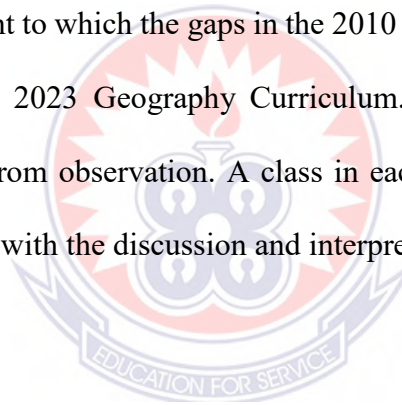 nt to which the gaps in the 2010
2023 Geography Curriculum.
rom observation. A class in eac
with the discussion and interpre
EDUCATION FOR SERVICE